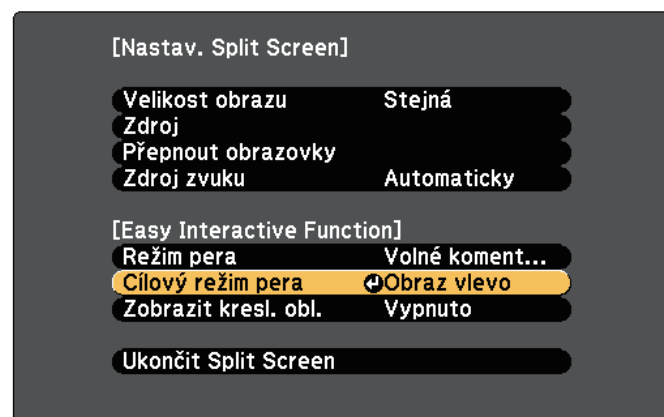 [Nastav. Split Screen]
Velikost obrazu Stejná
Zdroj
Přepnout obrazovky
Zdroj zvuku Automaticky
[Easy Interactive Function]
Režim pera Volné koment...
Cílový režim pera Obraz vlevo
Zobrazit kresl. obl. Vypnuto
Ukončit Split Screen